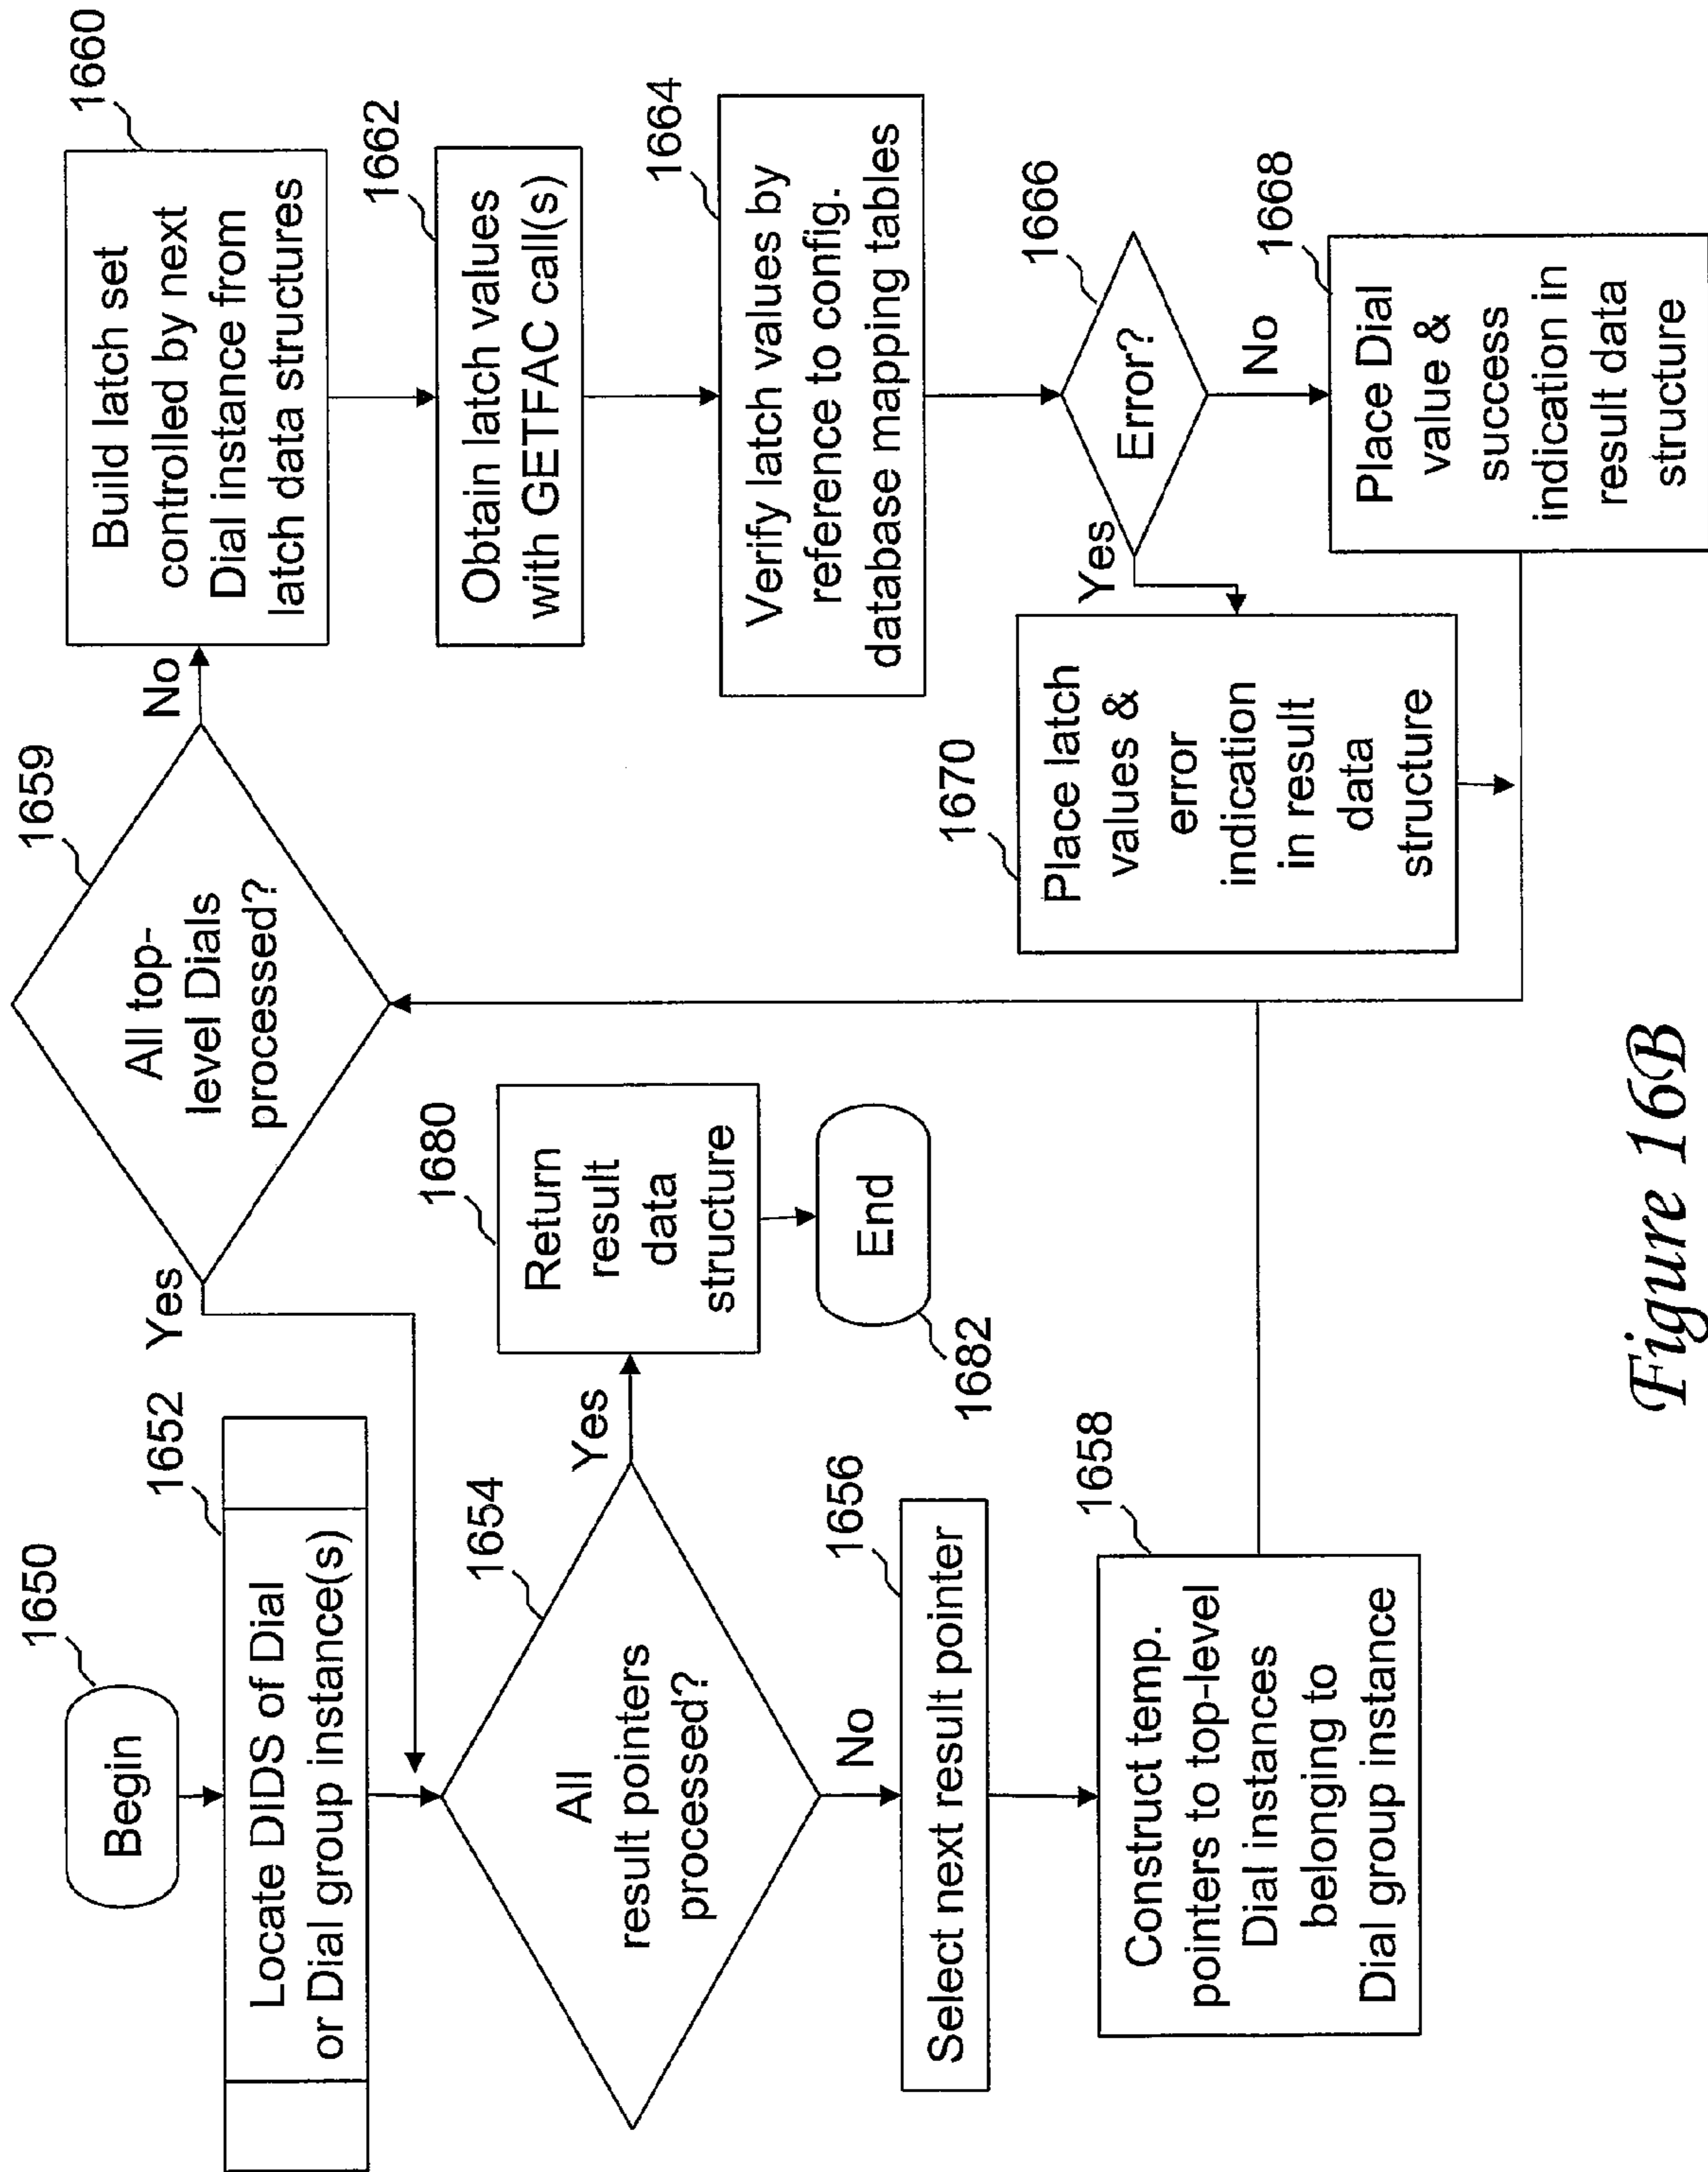 1650
Begin
1652
Locate DIDS of Dial
or Dial group instance(s)
1654
All
result pointers
processed?
Yes
No
1656
Select next result pointer
1658
Construct temp.
pointers to top-level
Dial instances
belonging to
Dial group instance
1680
Return
result
data
structure
End
1682
1659
All top-
level Dials
processed?
Yes
No
1660
Build latch set
controlled by next
Dial instance from
latch data structures
1662
Obtain latch values
with GETFAC call(s)
1664
Verify latch values by
reference to config.
database mapping tables
1666
Error?
Yes
No
1668
Place Dial
value &
success
indication in
result data
structure
1670
Place latch
values &
error
indication
in result
data
structure
Figure 16B